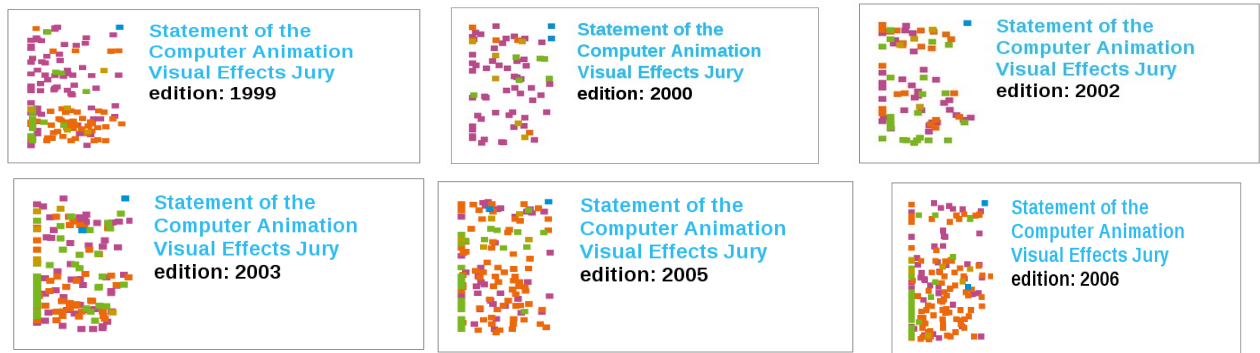 Statement of the
Computer Animation
Visual Effects Jury
edition: 1999
Statement of the
Computer Animation
Visual Effects Jury
edition: 2000
Statement of the
Computer Animation
Visual Effects Jury
edition: 2002
Statement of the
Computer Animation
Visual Effects Jury
edition: 2003
Statement of the
Computer Animation
Visual Effects Jury
edition: 2005
Statement of the
Computer Animation
Visual Effects Jury
edition: 2006